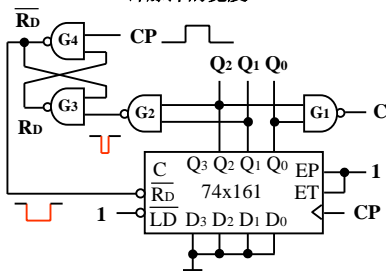 R̅D̅ G4 CP
Q2 Q1 Q0
RD G3 G2 G1 C
C Q3 Q2 Q1 Q0 EP 1
R̅D̅ 74x161 ET
1 L̅D̅ D3 D2 D1 D0 CP